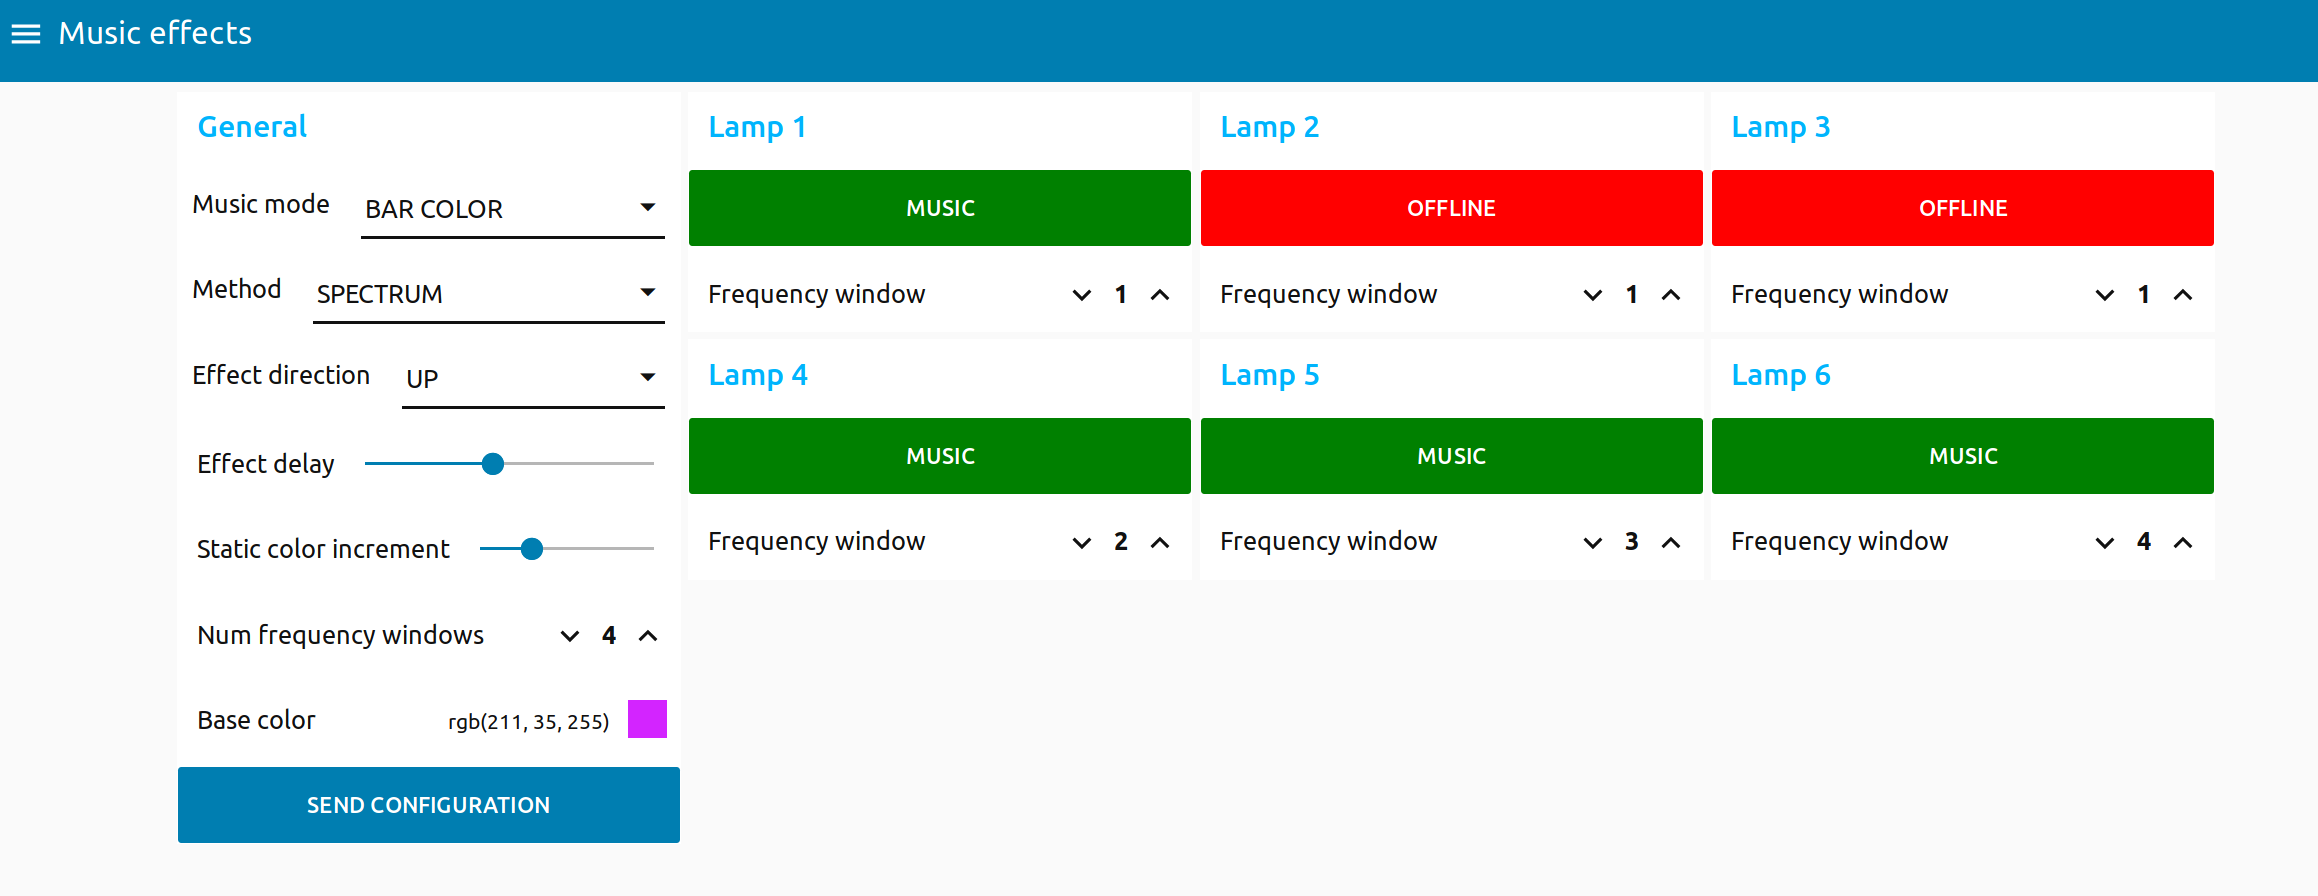 Music effects
General
Music mode BAR COLOR
Method SPECTRUM
Effect direction UP
Effect delay
Static color increment
Num frequency windows 4
Base color rgb(211, 35, 255)
SEND CONFIGURATION
Lamp 1
MUSIC
Frequency window 1
Lamp 2
OFFLINE
Frequency window 1
Lamp 3
OFFLINE
Frequency window 1
Lamp 4
MUSIC
Frequency window 2
Lamp 5
MUSIC
Frequency window 3
Lamp 6
MUSIC
Frequency window 4